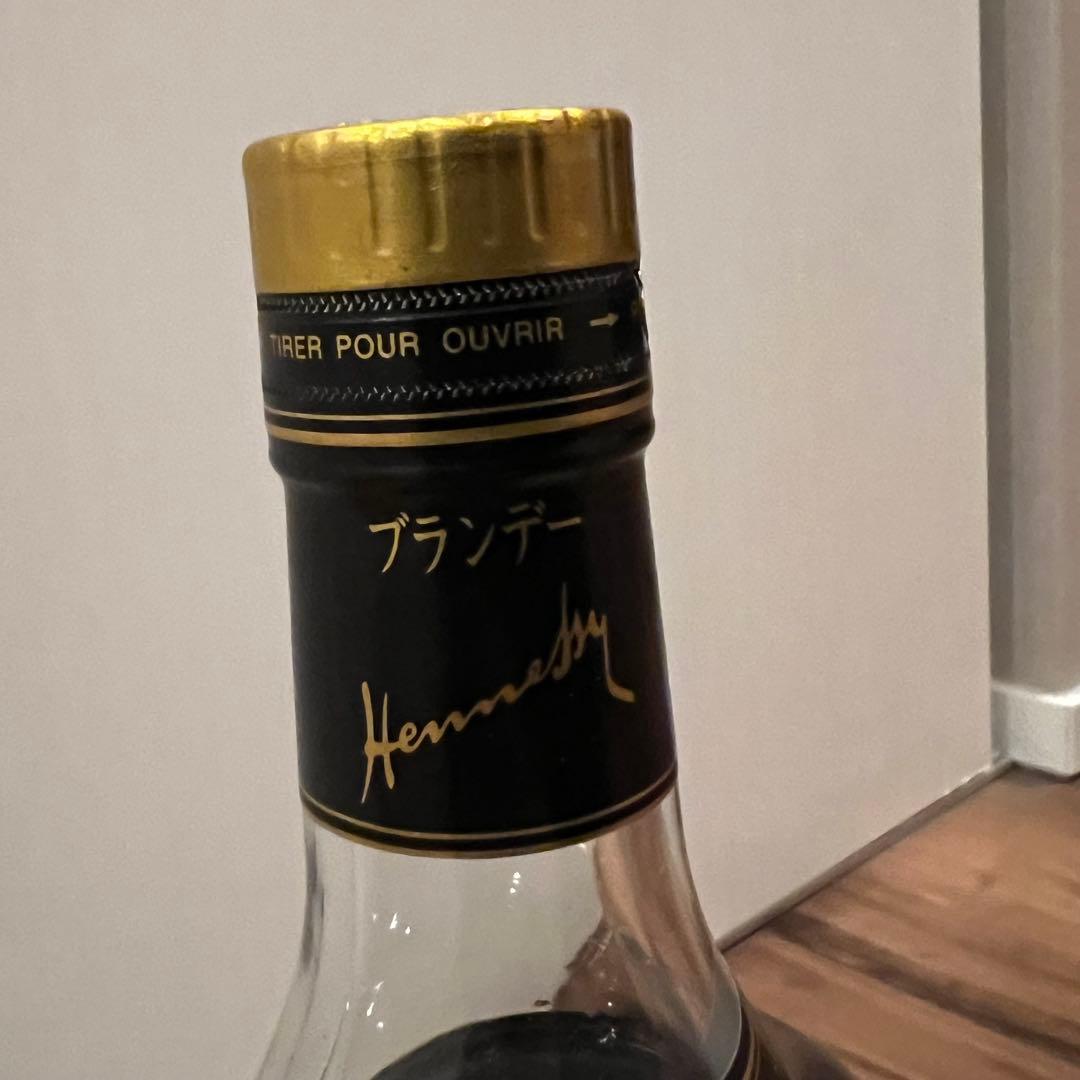 TIRER POUR OUVRIR →
ブランデー
Hennessy